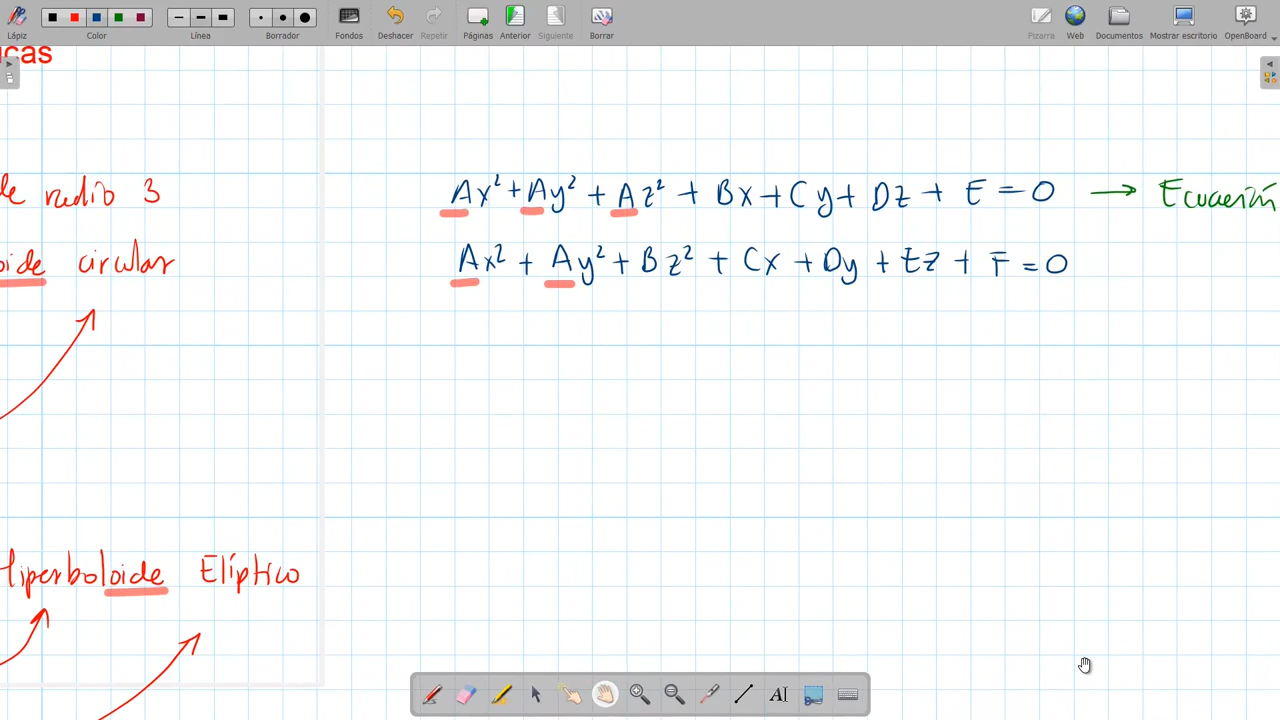 Lápiz Color Línea Borrador Fondos Deshacer Repetir Páginas Anterior Siguiente Borrar Pizarra Web Documentos Mostrar escritorio OpenBoard
icas
de radio 3
Ax² + Ay² + Az² + Bx + Cy + Dz + E = 0 → Ecuación
oide circular
Ax² + Ay² + Bz² + Cx + Dy + Ez + F = 0
Hiperboloide Elíptico